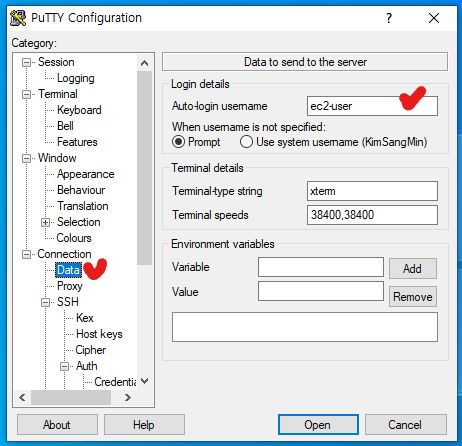 PuTTY Configuration
Category:
Session
Logging
Terminal
Keyboard
Bell
Features
Window
Appearance
Behaviour
Translation
Selection
Colours
Connection
Data
Proxy
SSH
Kex
Host keys
Cipher
Auth
Data to send to the server
Login details
Auto-login username ec2-user
When username is not specified:
Prompt Use system username (KimSangMin)
Terminal details
Terminal-type string xterm
Terminal speeds 38400,38400
Environment variables
Variable Add
Value Remove
About Help Open Cancel